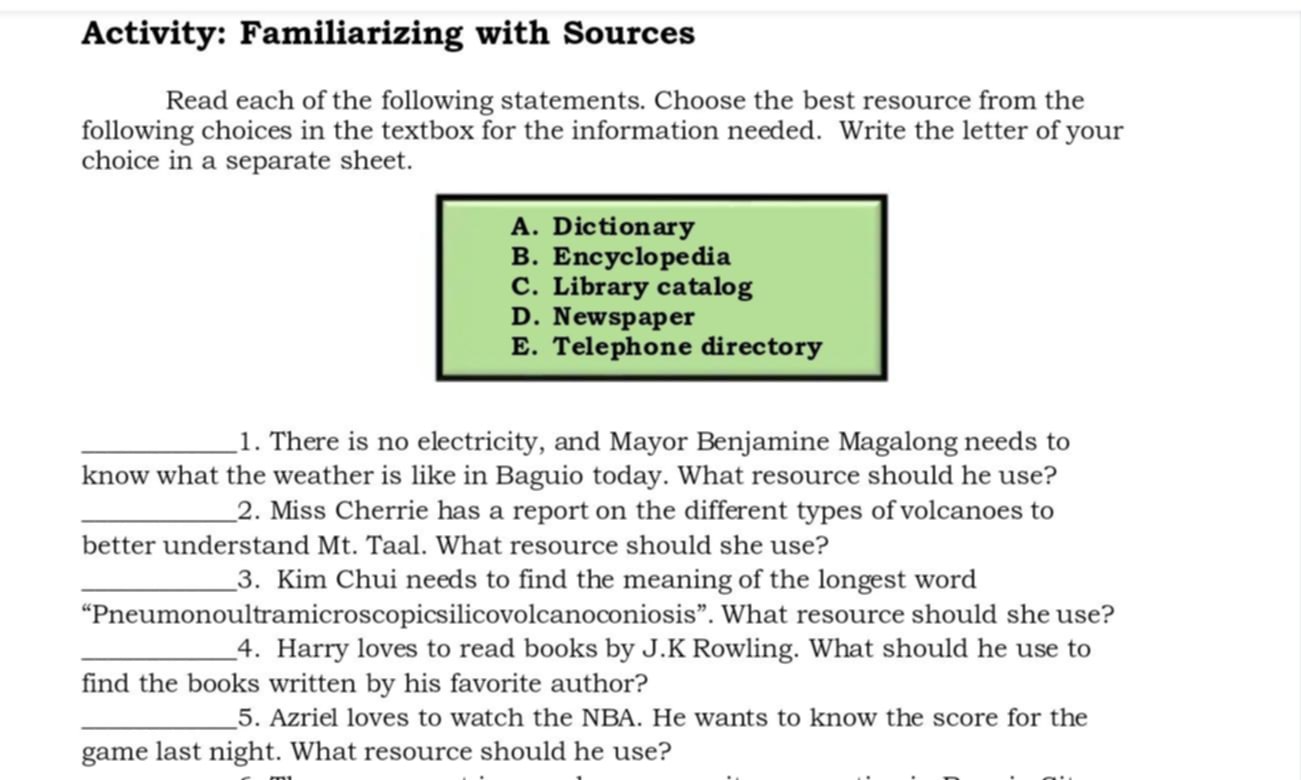 Activity: Familiarizing with Sources
Read each of the following statements. Choose the best resource from the
following choices in the textbox for the information needed. Write the letter of your
choice in a separate sheet.
A. Dictionary
B. Encyclopedia
C. Library catalog
D. Newspaper
E. Telephone directory
___________1. There is no electricity, and Mayor Benjamine Magalong needs to
know what the weather is like in Baguio today. What resource should he use?
___________2. Miss Cherrie has a report on the different types of volcanoes to
better understand Mt. Taal. What resource should she use?
___________3. Kim Chui needs to find the meaning of the longest word
“Pneumonoultramicroscopicsilicovolcanoconiosis”. What resource should she use?
___________4. Harry loves to read books by J.K Rowling. What should he use to
find the books written by his favorite author?
___________5. Azriel loves to watch the NBA. He wants to know the score for the
game last night. What resource should he use?